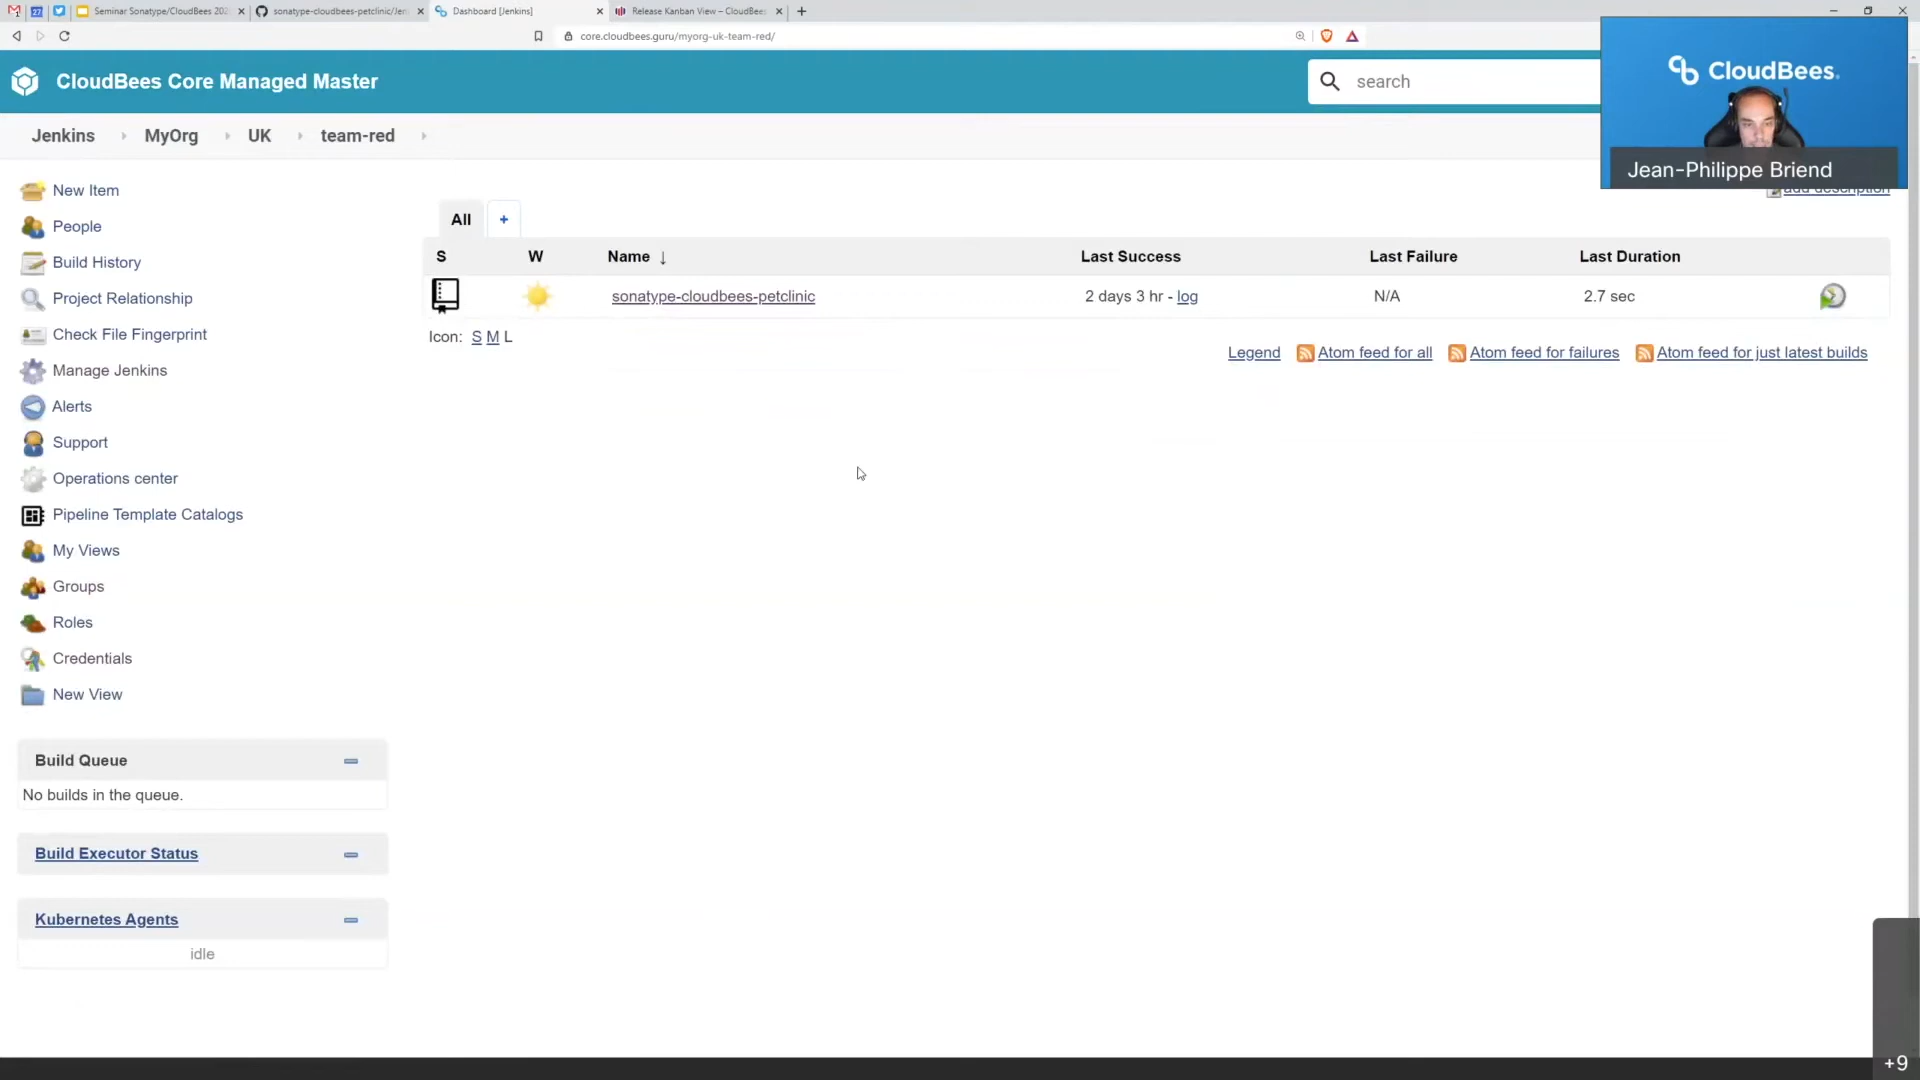 Seminar Sonatype/CloudBees 202
sonatype-cloudbees-petclinic/Jen
Dashboard [Jenkins]
Release Kanban View – CloudBees
core.cloudbees.guru/myorg-uk-team-red/
CloudBees Core Managed Master
search
CloudBees.
Jean-Philippe Briend
Jenkins
MyOrg
UK
team-red
add description
New Item
People
Build History
Project Relationship
Check File Fingerprint
Manage Jenkins
Alerts
Support
Operations center
Pipeline Template Catalogs
My Views
Groups
Roles
Credentials
New View
All +
S W Name ↓ Last Success Last Failure Last Duration
sonatype-cloudbees-petclinic 2 days 3 hr - log N/A 2.7 sec
Icon: S M L
Legend Atom feed for all Atom feed for failures Atom feed for just latest builds
Build Queue
No builds in the queue.
Build Executor Status
Kubernetes Agents
idle
+9